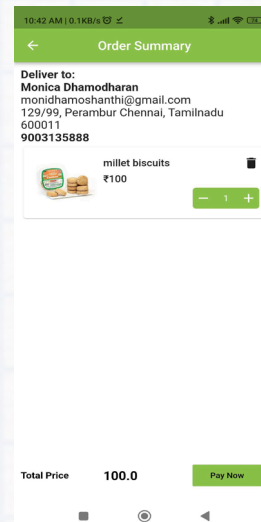 10:42 AM | 0.1KB/s
Order Summary
Deliver to:
Monica Dhamodharan
monidhamoshanthi@gmail.com
129/99, Perambur Chennai, Tamilnadu
600011
9003135888
millet biscuits
₹100
1
Total Price 100.0 Pay Now